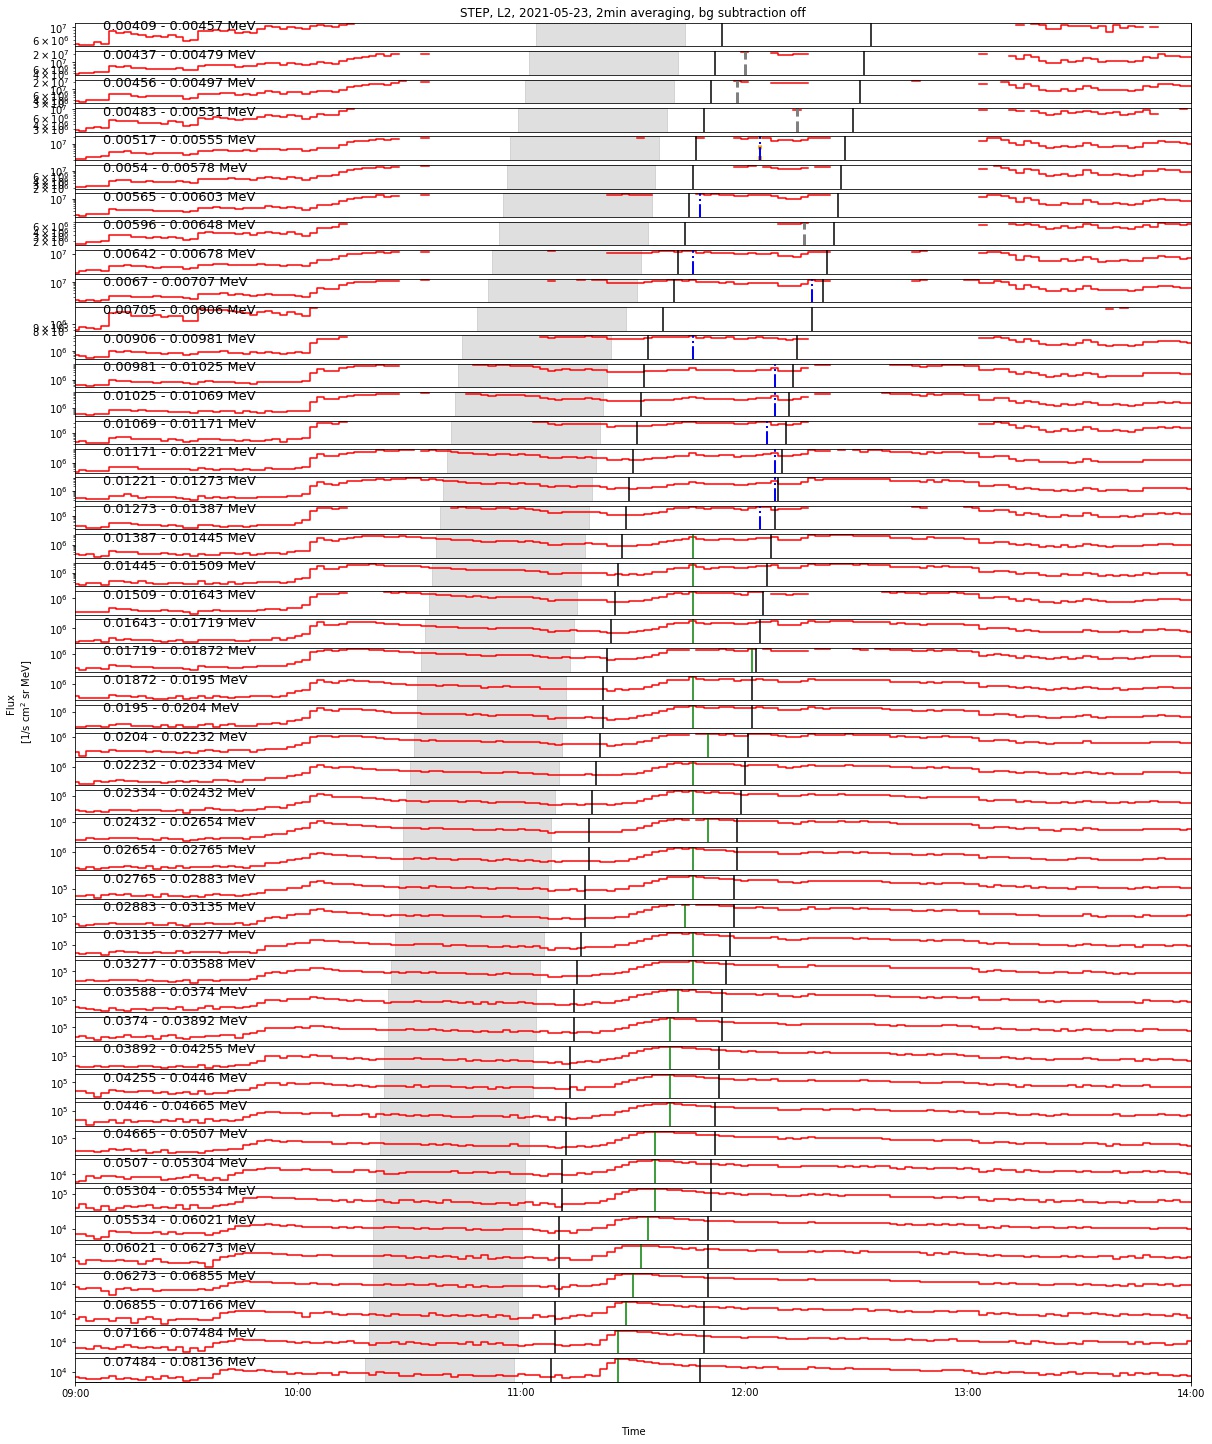 STEP, L2, 2021-05-23, 2min averaging, bg subtraction off
0.00409 - 0.00457 MeV
0.00437 - 0.00479 MeV
0.00456 - 0.00497 MeV
0.00483 - 0.00531 MeV
0.00517 - 0.00555 MeV
0.0054 - 0.00578 MeV
0.00565 - 0.00603 MeV
0.00596 - 0.00648 MeV
0.00642 - 0.00678 MeV
0.0067 - 0.00707 MeV
0.00705 - 0.00906 MeV
0.00906 - 0.00981 MeV
0.00981 - 0.01025 MeV
0.01025 - 0.01069 MeV
0.01069 - 0.01171 MeV
0.01171 - 0.01221 MeV
0.01221 - 0.01273 MeV
0.01273 - 0.01387 MeV
0.01387 - 0.01445 MeV
0.01445 - 0.01509 MeV
0.01509 - 0.01643 MeV
0.01643 - 0.01719 MeV
0.01719 - 0.01872 MeV
0.01872 - 0.0195 MeV
0.0195 - 0.0204 MeV
0.0204 - 0.02232 MeV
0.02232 - 0.02334 MeV
0.02334 - 0.02432 MeV
0.02432 - 0.02654 MeV
0.02654 - 0.02765 MeV
0.02765 - 0.02883 MeV
0.02883 - 0.03135 MeV
0.03135 - 0.03277 MeV
0.03277 - 0.03588 MeV
0.03588 - 0.0374 MeV
0.0374 - 0.03892 MeV
0.03892 - 0.04255 MeV
0.04255 - 0.0446 MeV
0.0446 - 0.04665 MeV
0.04665 - 0.0507 MeV
0.0507 - 0.05304 MeV
0.05304 - 0.05534 MeV
0.05534 - 0.06021 MeV
0.06021 - 0.06273 MeV
0.06273 - 0.06855 MeV
0.06855 - 0.07166 MeV
0.07166 - 0.07484 MeV
0.07484 - 0.08136 MeV
Flux
[1/s cm² sr MeV]
09:00 10:00 11:00 12:00 13:00 14:00
Time